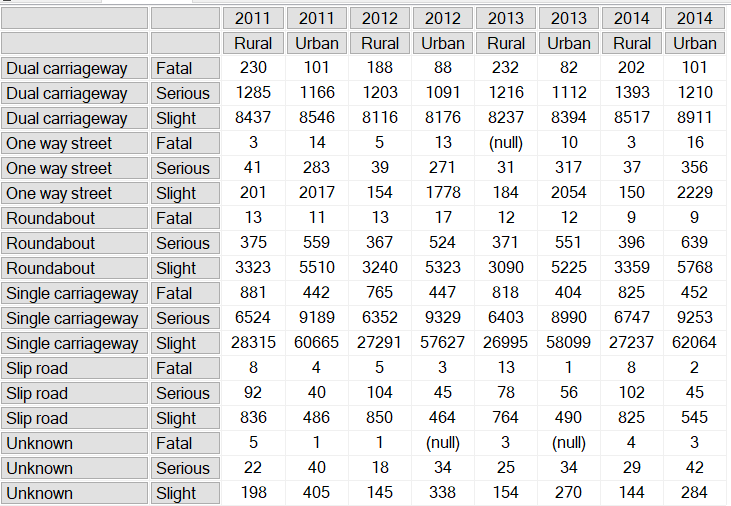 2011 2011 2012 2012 2013 2013 2014 2014
Rural Urban Rural Urban Rural Urban Rural Urban
Dual carriageway Fatal 230 101 188 88 232 82 202 101
Dual carriageway Serious 1285 1166 1203 1091 1216 1112 1393 1210
Dual carriageway Slight 8437 8546 8116 8176 8237 8394 8517 8911
One way street Fatal 3 14 5 13 (null) 10 3 16
One way street Serious 41 283 39 271 31 317 37 356
One way street Slight 201 2017 154 1778 184 2054 150 2229
Roundabout Fatal 13 11 13 17 12 12 9 9
Roundabout Serious 375 559 367 524 371 551 396 639
Roundabout Slight 3323 5510 3240 5323 3090 5225 3359 5768
Single carriageway Fatal 881 442 765 447 818 404 825 452
Single carriageway Serious 6524 9189 6352 9329 6403 8990 6747 9253
Single carriageway Slight 28315 60665 27291 57627 26995 58099 27237 62064
Slip road Fatal 8 4 5 3 13 1 8 2
Slip road Serious 92 40 104 45 78 56 102 45
Slip road Slight 836 486 850 464 764 490 825 545
Unknown Fatal 5 1 1 (null) 3 (null) 4 3
Unknown Serious 22 40 18 34 25 34 29 42
Unknown Slight 198 405 145 338 154 270 144 284